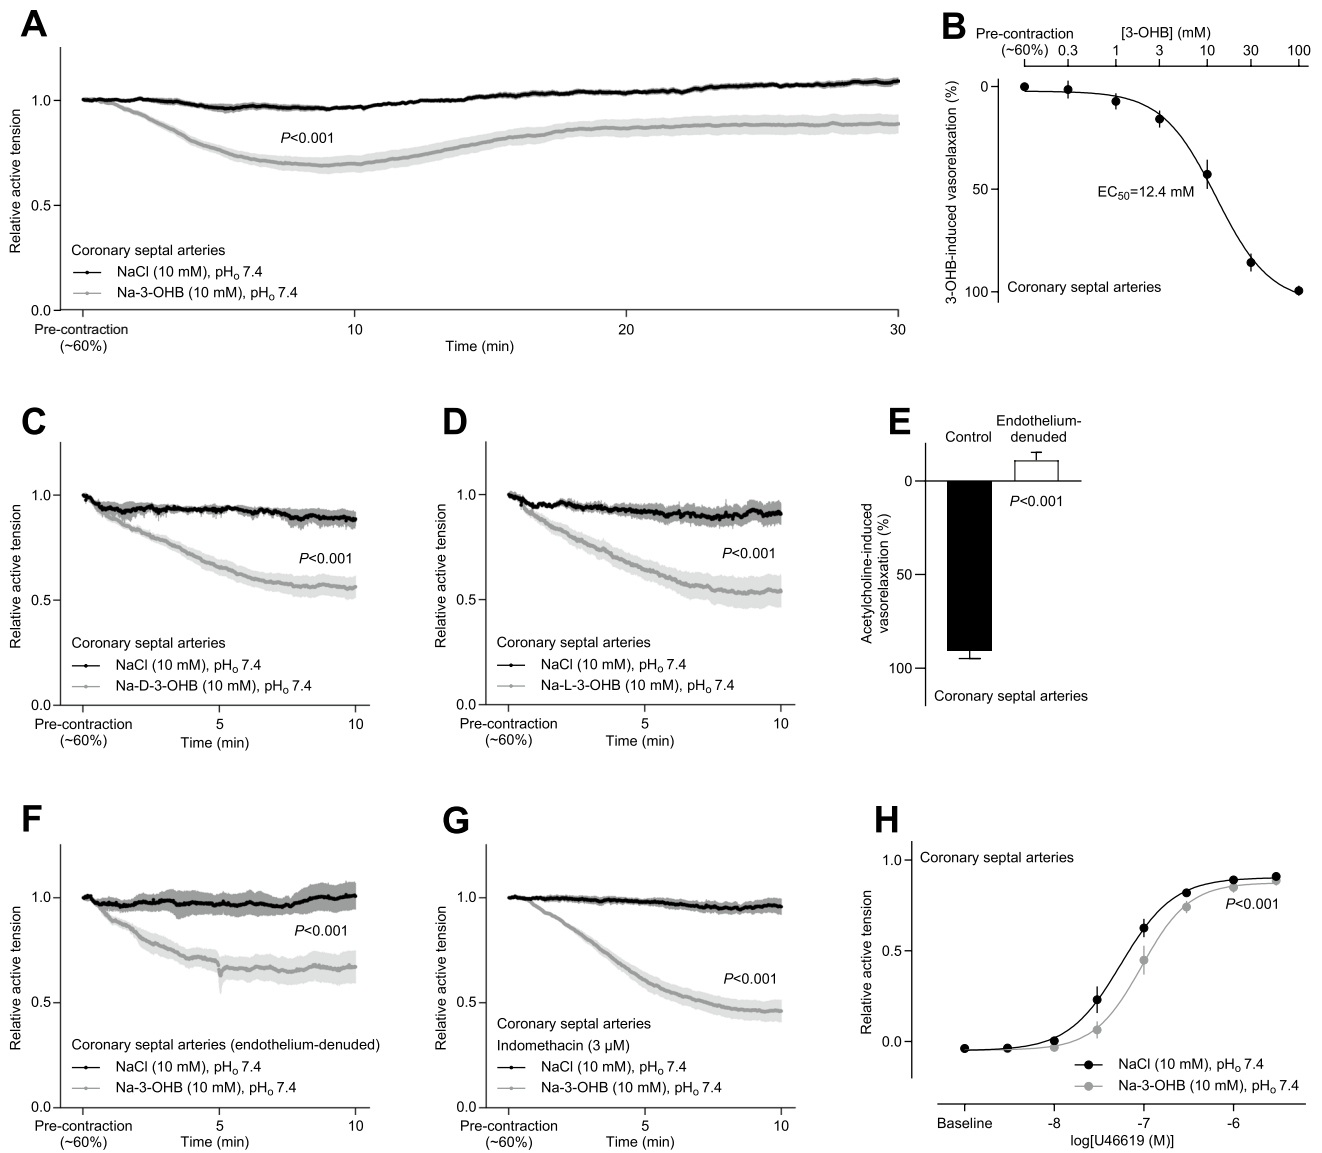 A
1.0
0.5
0.0
Relative active tension
P<0.001
Coronary septal arteries
NaCl (10 mM), pHo 7.4
Na-3-OHB (10 mM), pHo 7.4
Pre-contraction
(~60%)
10
20
30
Time (min)
B
Pre-contraction
(~60%)
[3-OHB] (mM)
0.3 1 3 10 30 100
0
50
100
3-OHB-induced vasorelaxation (%)
EC50=12.4 mM
Coronary septal arteries
C
1.0
0.5
0.0
Relative active tension
P<0.001
Coronary septal arteries
NaCl (10 mM), pHo 7.4
Na-D-3-OHB (10 mM), pHo 7.4
Pre-contraction
(~60%)
5
10
Time (min)
D
1.0
0.5
0.0
Relative active tension
P<0.001
Coronary septal arteries
NaCl (10 mM), pHo 7.4
Na-L-3-OHB (10 mM), pHo 7.4
Pre-contraction
(~60%)
5
10
Time (min)
E
Control
Endothelium-
denuded
0
50
100
Acetylcholine-induced
vasorelaxation (%)
P<0.001
Coronary septal arteries
F
1.0
0.5
0.0
Relative active tension
P<0.001
Coronary septal arteries (endothelium-denuded)
NaCl (10 mM), pHo 7.4
Na-3-OHB (10 mM), pHo 7.4
Pre-contraction
(~60%)
5
10
Time (min)
G
1.0
0.5
0.0
Relative active tension
P<0.001
Coronary septal arteries
Indomethacin (3 µM)
NaCl (10 mM), pHo 7.4
Na-3-OHB (10 mM), pHo 7.4
Pre-contraction
(~60%)
5
10
Time (min)
H
Coronary septal arteries
1.0
0.5
0.0
Relative active tension
P<0.001
NaCl (10 mM), pHo 7.4
Na-3-OHB (10 mM), pHo 7.4
Baseline
-8
-7
-6
log[U46619 (M)]